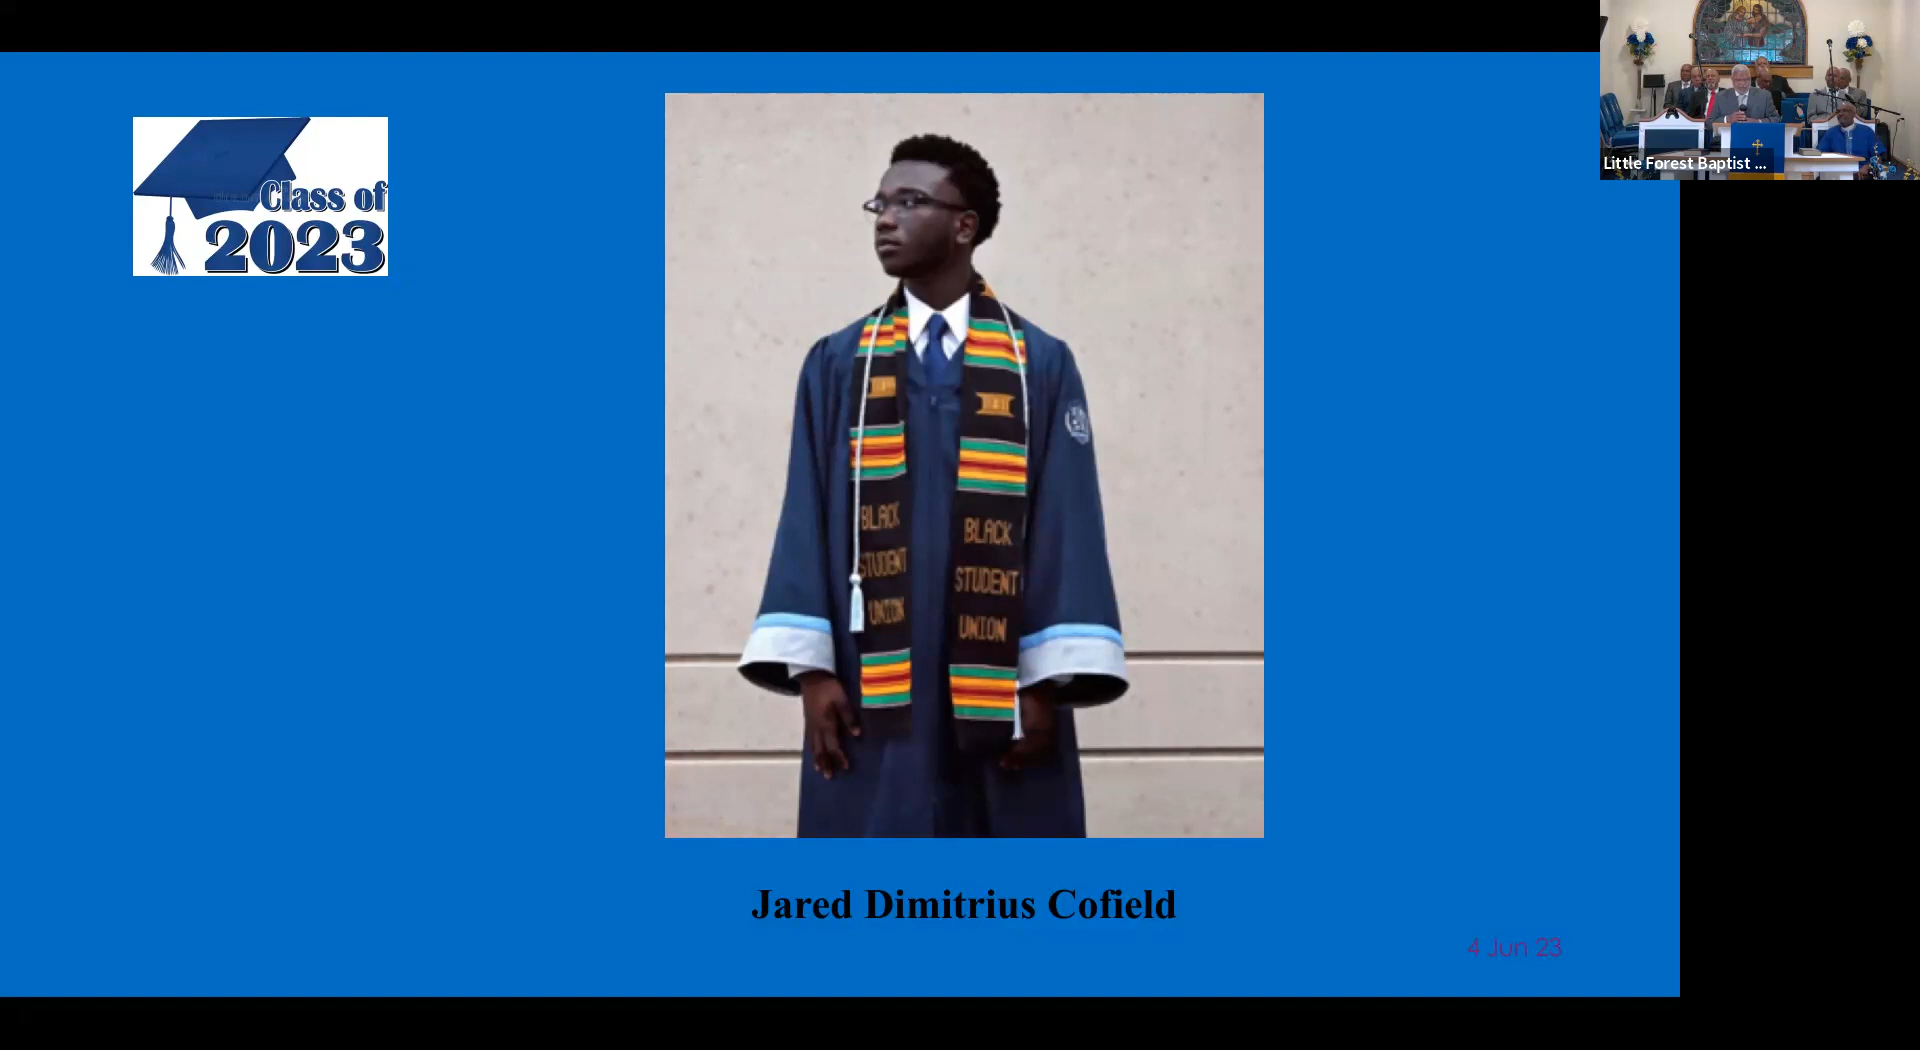 Class of
2023
Little Forest Baptist ...
BLACK
STUDENT
UNION
BLACK
STUDENT
UNION
Jared Dimitrius Cofield
4 Jun 23